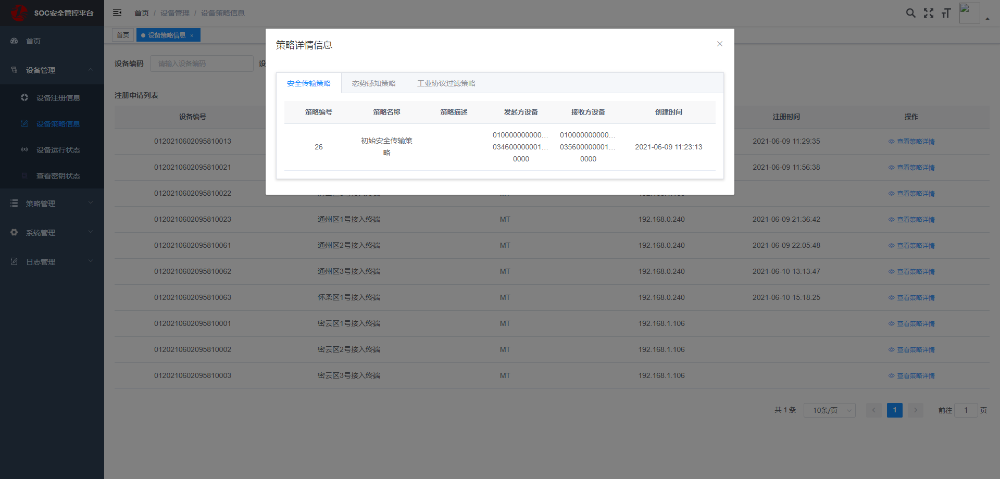 SOC安全管控平台
首页
设备管理
设备注册信息
设备策略信息
设备运行状态
查看密钥状态
策略管理
系统管理
日志管理
首页 / 设备管理 / 设备策略信息
首页
设备策略信息 ×
设备编码 请输入设备编码 设
注册申请列表
设备编号 注册时间 操作
0120210602095810013 2021-06-09 11:29:35 查看策略详情
0120210602095810021 2021-06-09 11:56:38 查看策略详情
0120210602095810022 查看策略详情
0120210602095810023 通州区1号接入终端 MT 192.168.0.240 2021-06-09 21:36:42 查看策略详情
0120210602095810061 通州区2号接入终端 MT 192.168.0.240 2021-06-09 22:05:48 查看策略详情
0120210602095810062 通州区3号接入终端 MT 192.168.0.240 2021-06-10 13:13:47 查看策略详情
0120210602095810063 怀柔区1号接入终端 MT 192.168.0.240 2021-06-10 15:18:25 查看策略详情
0120210602095810001 密云区1号接入终端 MT 192.168.1.106 查看策略详情
0120210602095810002 密云区2号接入终端 MT 192.168.1.106 查看策略详情
0120210602095810003 密云区3号接入终端 MT 192.168.1.106 查看策略详情
共 1 条 10条/页 1 前往 1 页
策略详情信息
安全传输策略 态势感知策略 工业协议过滤策略
策略编号 策略名称 策略描述 发起方设备 接收方设备 创建时间
010000000000... 010000000000...
初始安全传输策
26 034600000001... 035600000001... 2021-06-09 11:23:13
略
0000 0000